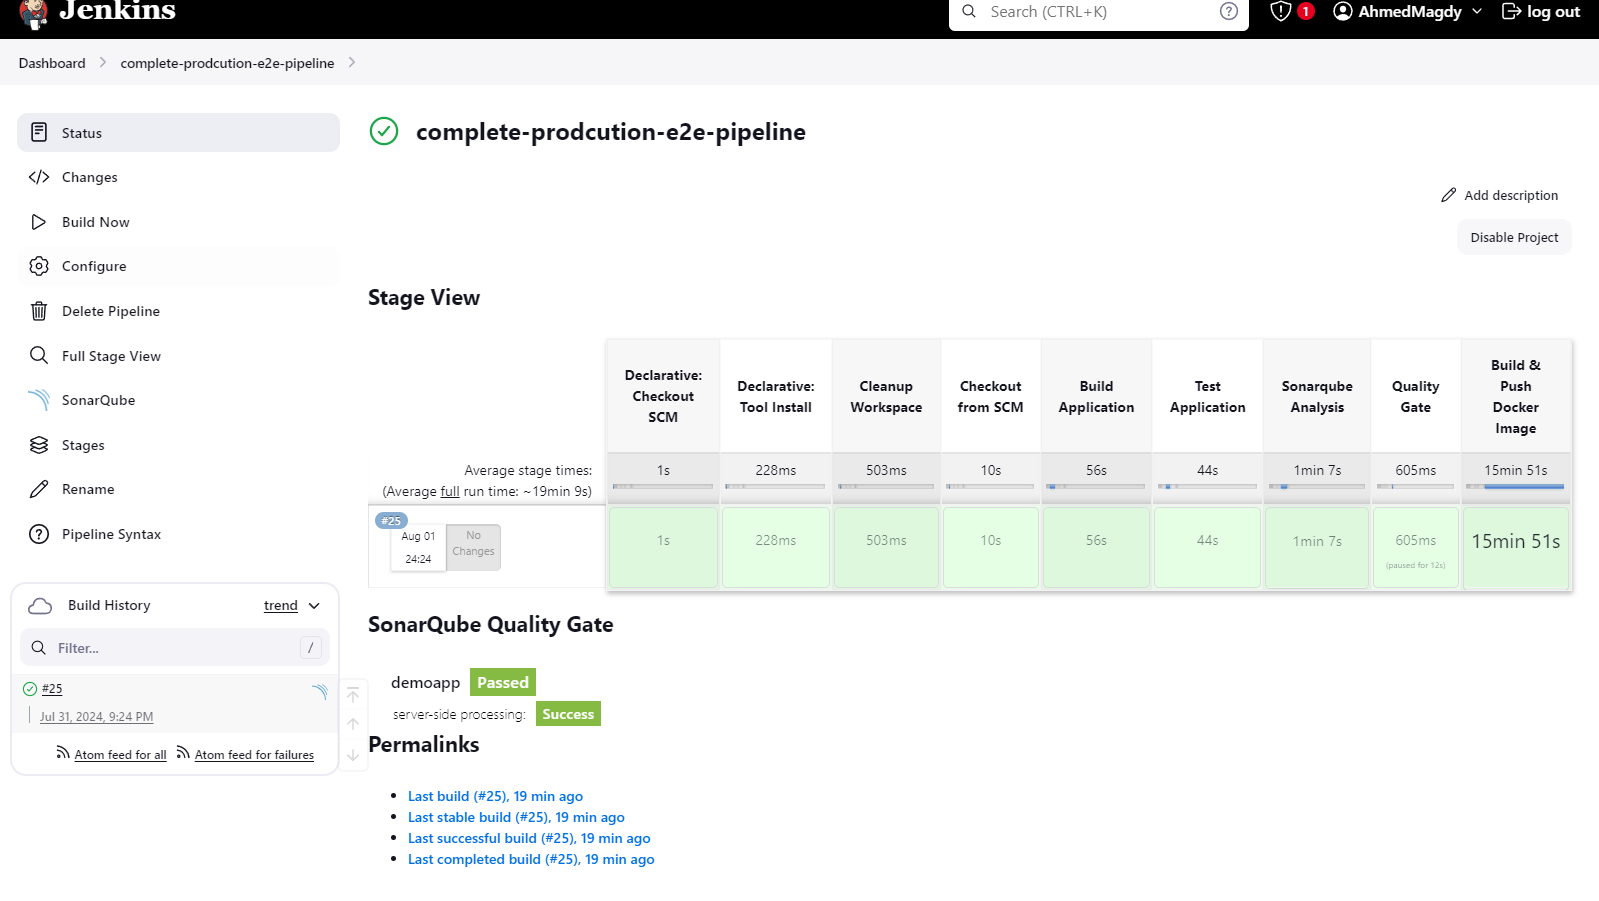 Jenkins
Search (CTRL+K)
?
1
AhmedMagdy
log out
Dashboard
complete-prodcution-e2e-pipeline
Status
Changes
Build Now
Configure
Delete Pipeline
Full Stage View
SonarQube
Stages
Rename
Pipeline Syntax
Build History
trend
Filter...
/
#25
Jul 31, 2024, 9:24 PM
Atom feed for all
Atom feed for failures
complete-prodcution-e2e-pipeline
Add description
Disable Project
Stage View
Declarative:
Checkout
SCM
Declarative:
Tool Install
Cleanup
Workspace
Checkout
from SCM
Build
Application
Test
Application
Sonarqube
Analysis
Quality
Gate
Build &
Push
Docker
Image
Average stage times:
(Average full run time: ~19min 9s)
1s
228ms
503ms
10s
56s
44s
1min 7s
605ms
15min 51s
#25
Aug 01
24:24
No
Changes
1s
228ms
503ms
10s
56s
44s
1min 7s
605ms
(paused for 12s)
15min 51s
SonarQube Quality Gate
demoapp Passed
server-side processing: Success
Permalinks
Last build (#25), 19 min ago
Last stable build (#25), 19 min ago
Last successful build (#25), 19 min ago
Last completed build (#25), 19 min ago